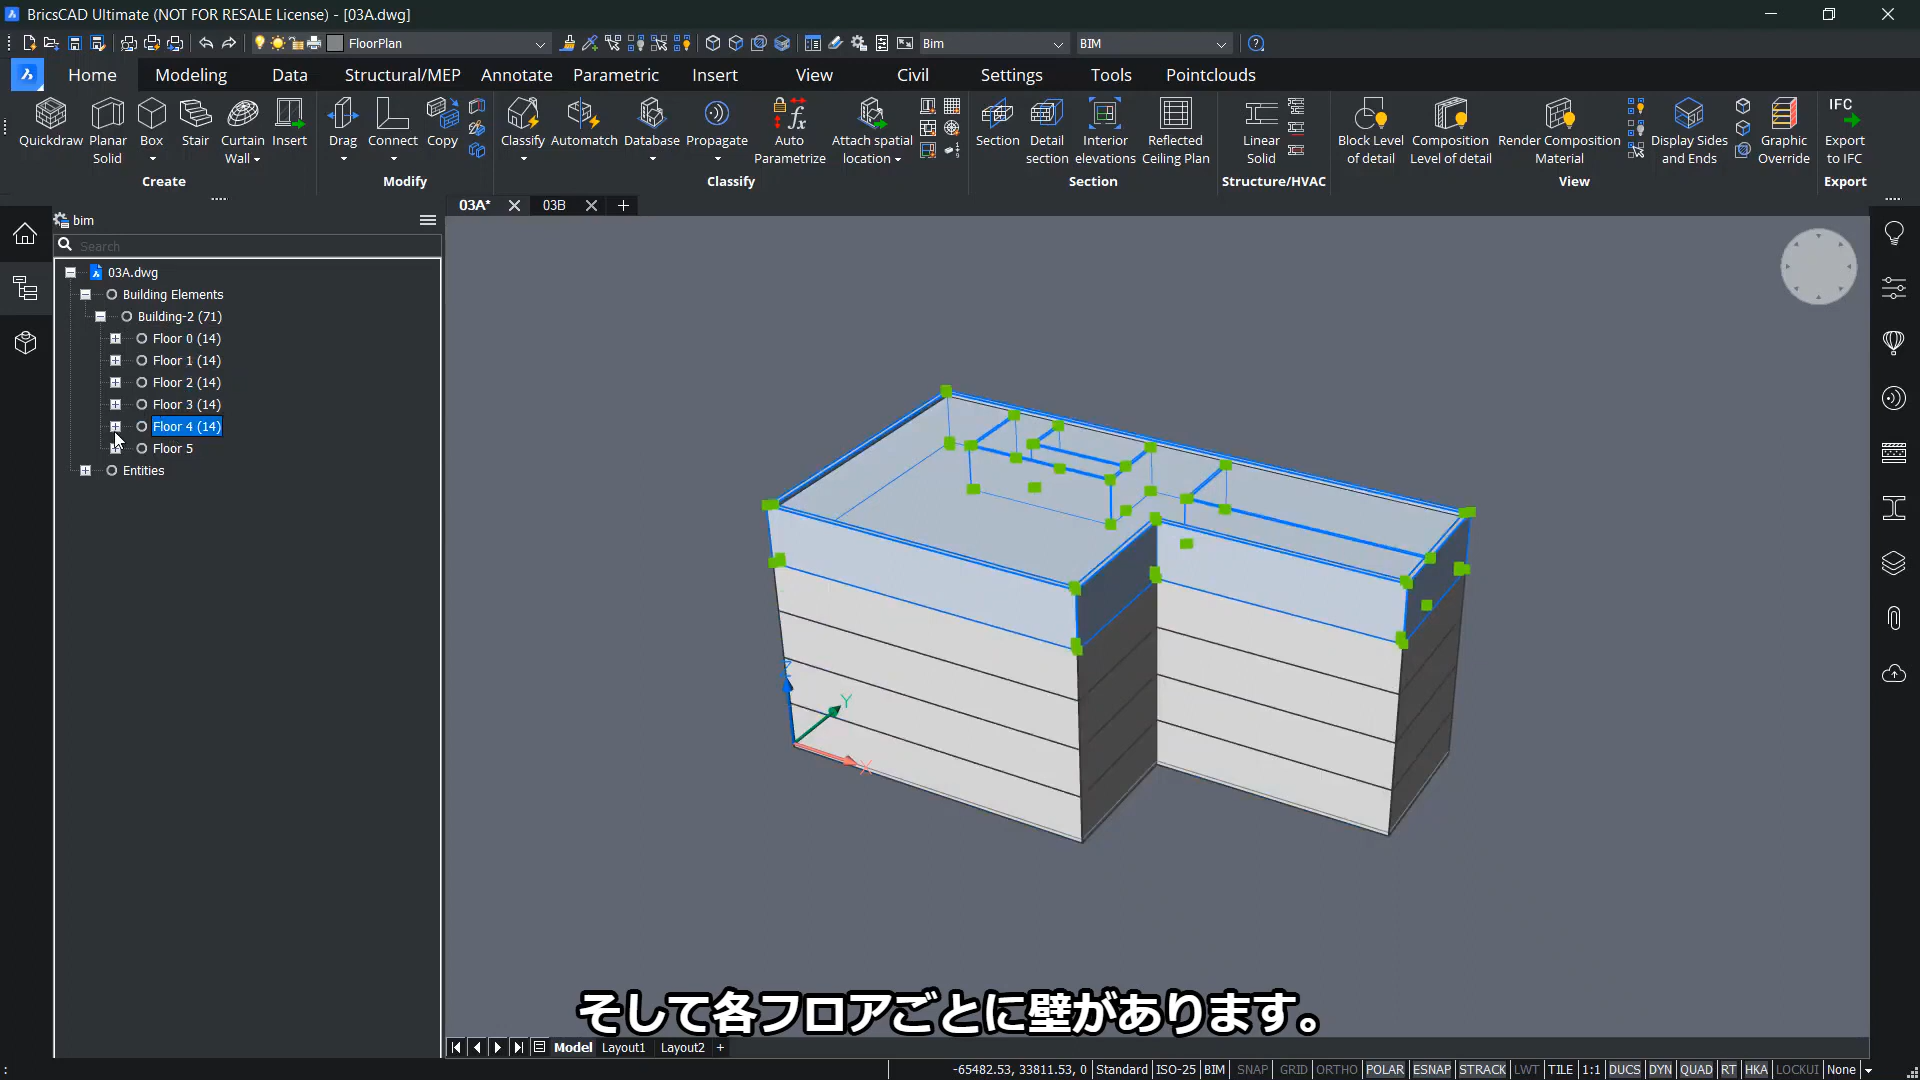 BricsCAD Ultimate (NOT FOR RESALE License) - [03A.dwg]
FloorPlan
Bim
BIM
Home
Modeling
Data
Structural/MEP
Annotate
Parametric
Insert
View
Civil
Settings
Tools
Pointclouds
Quickdraw
Planar Solid
Box
Stair
Curtain Wall
Insert
Drag
Connect
Copy
Classify
Automatch
Database
Propagate
Auto Parametrize
Attach spatial location
Section
Detail section
Interior elevations
Reflected Ceiling Plan
Linear Solid
Block Level of detail
Composition Level of detail
Render Composition Material
Display Sides and Ends
Graphic Override
IFC
Export to IFC
Create
Modify
Classify
Section
Structure/HVAC
View
Export
03A*
03B
bim
Search
03A.dwg
Building Elements
Building-2 (71)
Floor 0 (14)
Floor 1 (14)
Floor 2 (14)
Floor 3 (14)
Floor 4 (14)
Floor 5
Entities
Z
Y
X
そして各フロアごとに壁があります。
Model
Layout1
Layout2
-65482.53, 33811.53, 0
Standard
ISO-25
BIM
SNAP
GRID
ORTHO
POLAR
ESNAP
STRACK
LWT
TILE
1:1
DUCS
DYN
QUAD
RT
HKA
LOCKUI
None